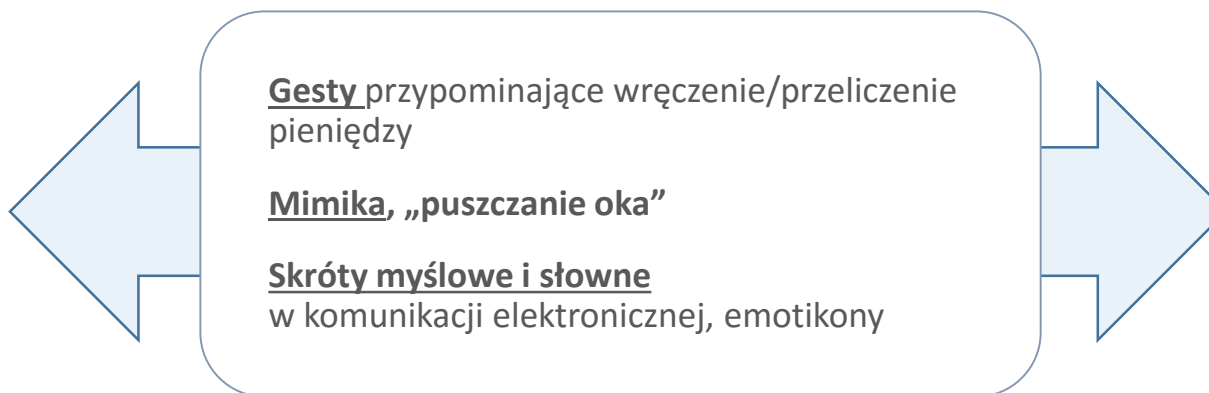 Gesty przypominające wręczenie/przeliczenie
pieniędzy
Mimika, „puszczanie oka”
Skróty myślowe i słowne
w komunikacji elektronicznej, emotikony